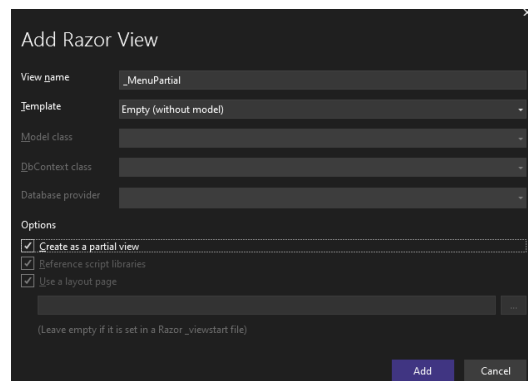 Add Razor View
View name _MenuPartial
Template Empty (without model)
Model class
DbContext class
Database provider
Options
Create as a partial view
Reference script libraries
Use a layout page
...
(Leave empty if it is set in a Razor _viewstart file)
Add Cancel